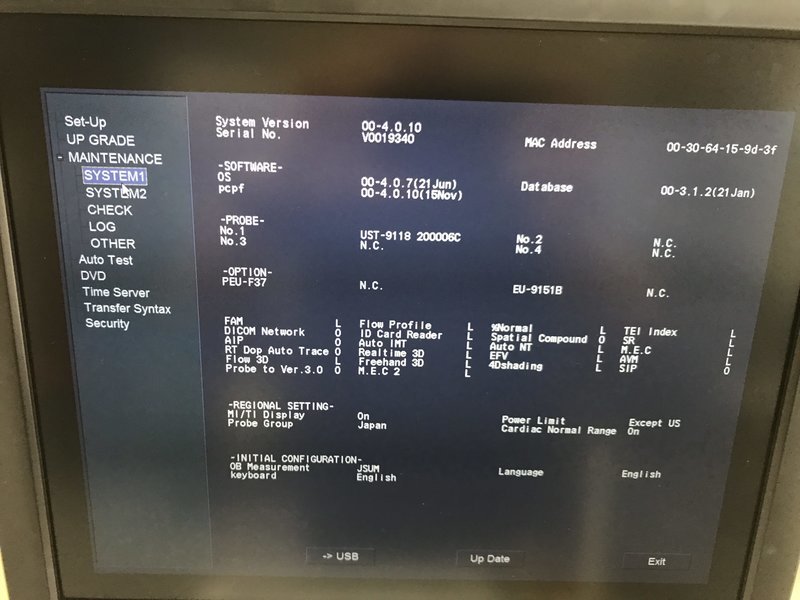 Set-Up
UP GRADE
- MAINTENANCE
SYSTEM1
SYSTEM2
CHECK
LOG
OTHER
Auto Test
DVD
Time Server
Transfer Syntax
Security
System Version 00-4.0.10
Serial No. V0019340 MAC Address 00-30-64-15-9d-3f
-SOFTWARE-
OS 00-4.0.7(21Jun) Database 00-3.1.2(21Jan)
pcpf 00-4.0.10(15Nov)
-PROBE-
No.1 UST-9118 200006C No.2 N.C.
No.3 N.C. No.4 N.C.
-OPTION-
PEU-F37 N.C. EU-9151B N.C.
FAM L Flow Profile L %Normal L TEI Index L
DICOM Network O ID Card Reader L Spatial Compound O SR L
AIP O Auto IMT L Auto NT L M.E.C L
RT Dop Auto Trace O Realtime 3D L EFV L AVM L
Flow 3D L Freehand 3D L 4Dshading L SIP O
Probe to Ver.3.0 O M.E.C 2 L
-REGIONAL SETTING-
MI/TI Display On Power Limit Except US
Probe Group Japan Cardiac Normal Range On
-INITIAL CONFIGURATION-
OB Measurement JSUM Language English
keyboard English
-> USB Up Date Exit